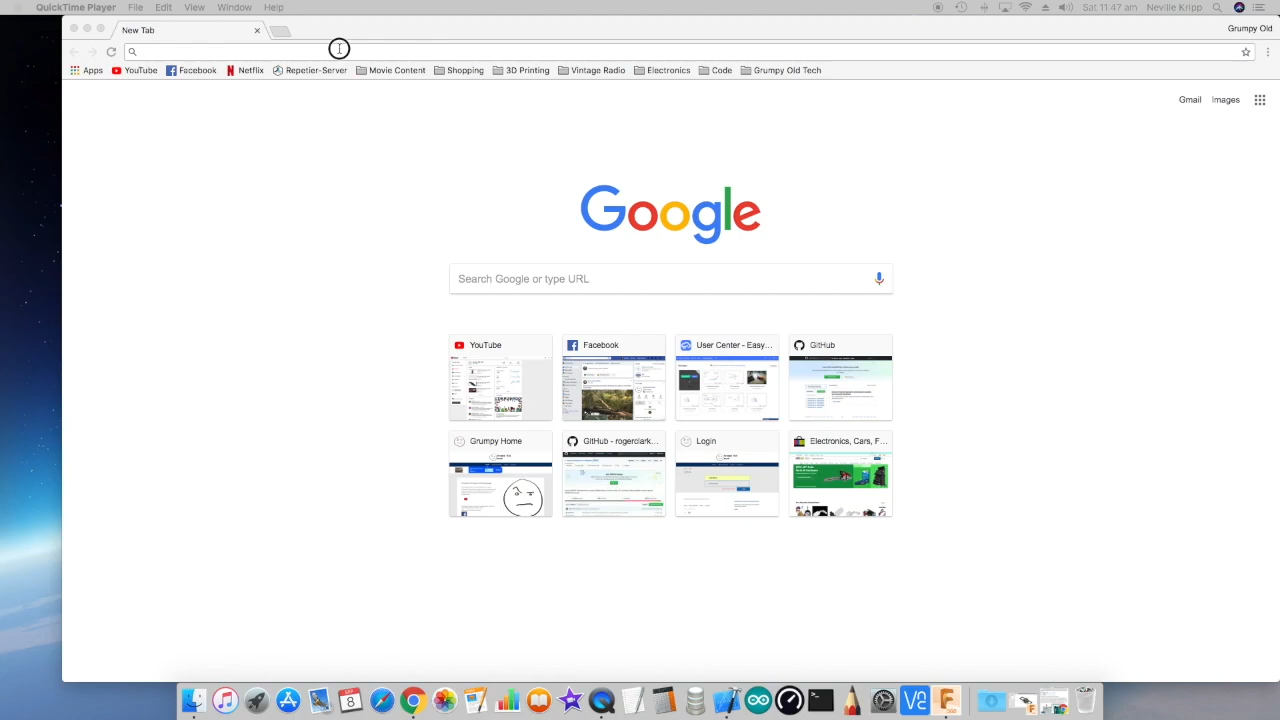 QuickTime Player File Edit View Window Help Sat 11:47 am Neville Kripp
New Tab Grumpy Old
Apps YouTube Facebook Netflix Repetier-Server Movie Content Shopping 3D Printing Vintage Radio Electronics Code Grumpy Old Tech
Gmail Images
Google
Search Google or type URL
YouTube Facebook User Center - Easy... GitHub
Grumpy Home GitHub - rogerclark... Login Electronics, Cars, F...